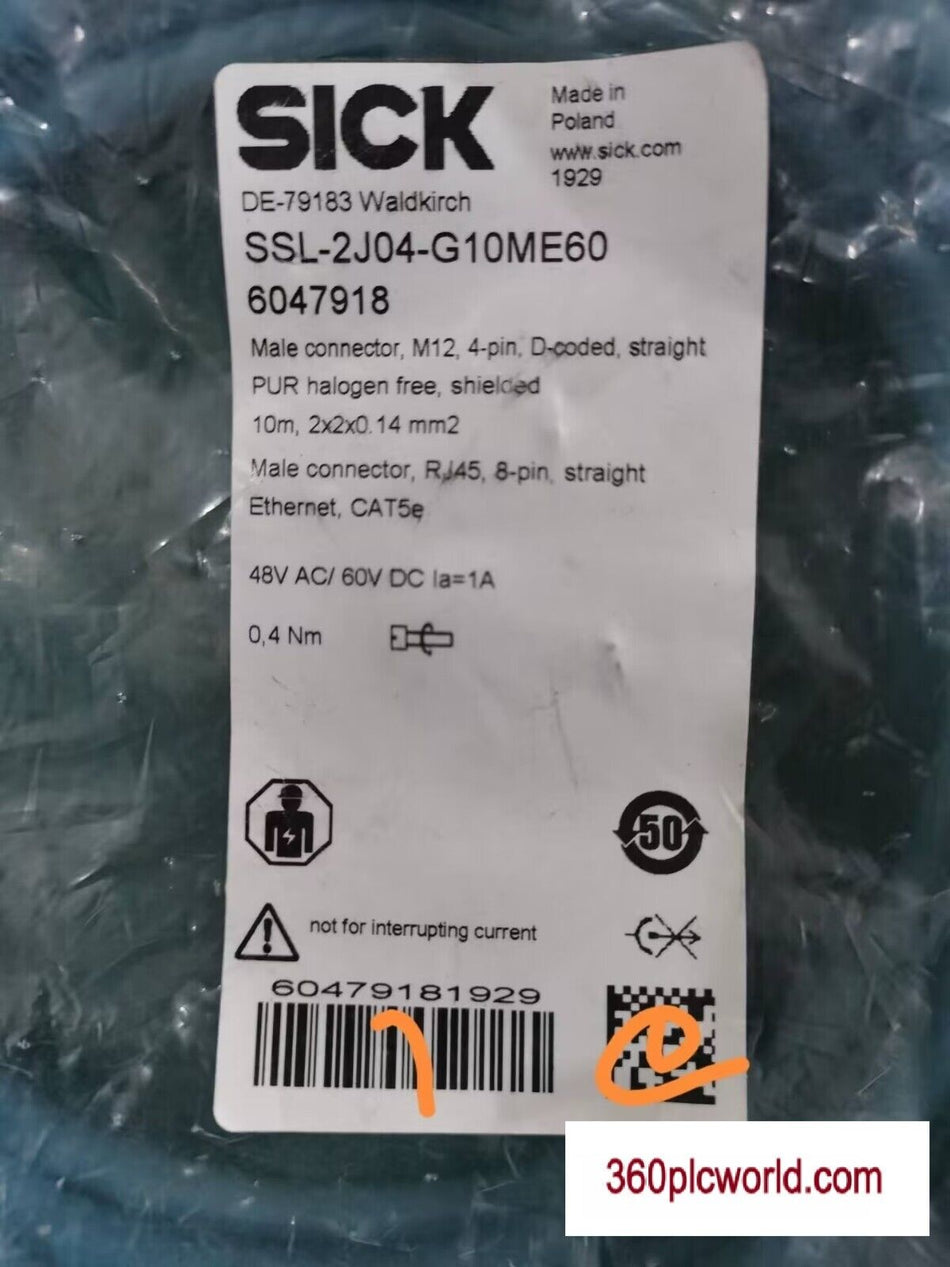 SICK
Made in
Poland
www.sick.com
1929
DE-79183 Waldkirch
SSL-2J04-G10ME60
6047918
Male connector, M12, 4-pin, D-coded, straight
PUR halogen free, shielded
10m, 2x2x0.14 mm2
Male connector, RJ45, 8-pin, straight
Ethernet, CAT5e
48V AC/ 60V DC Ia=1A
0,4 Nm
50
not for interrupting current
60479181929
360plcworld.com